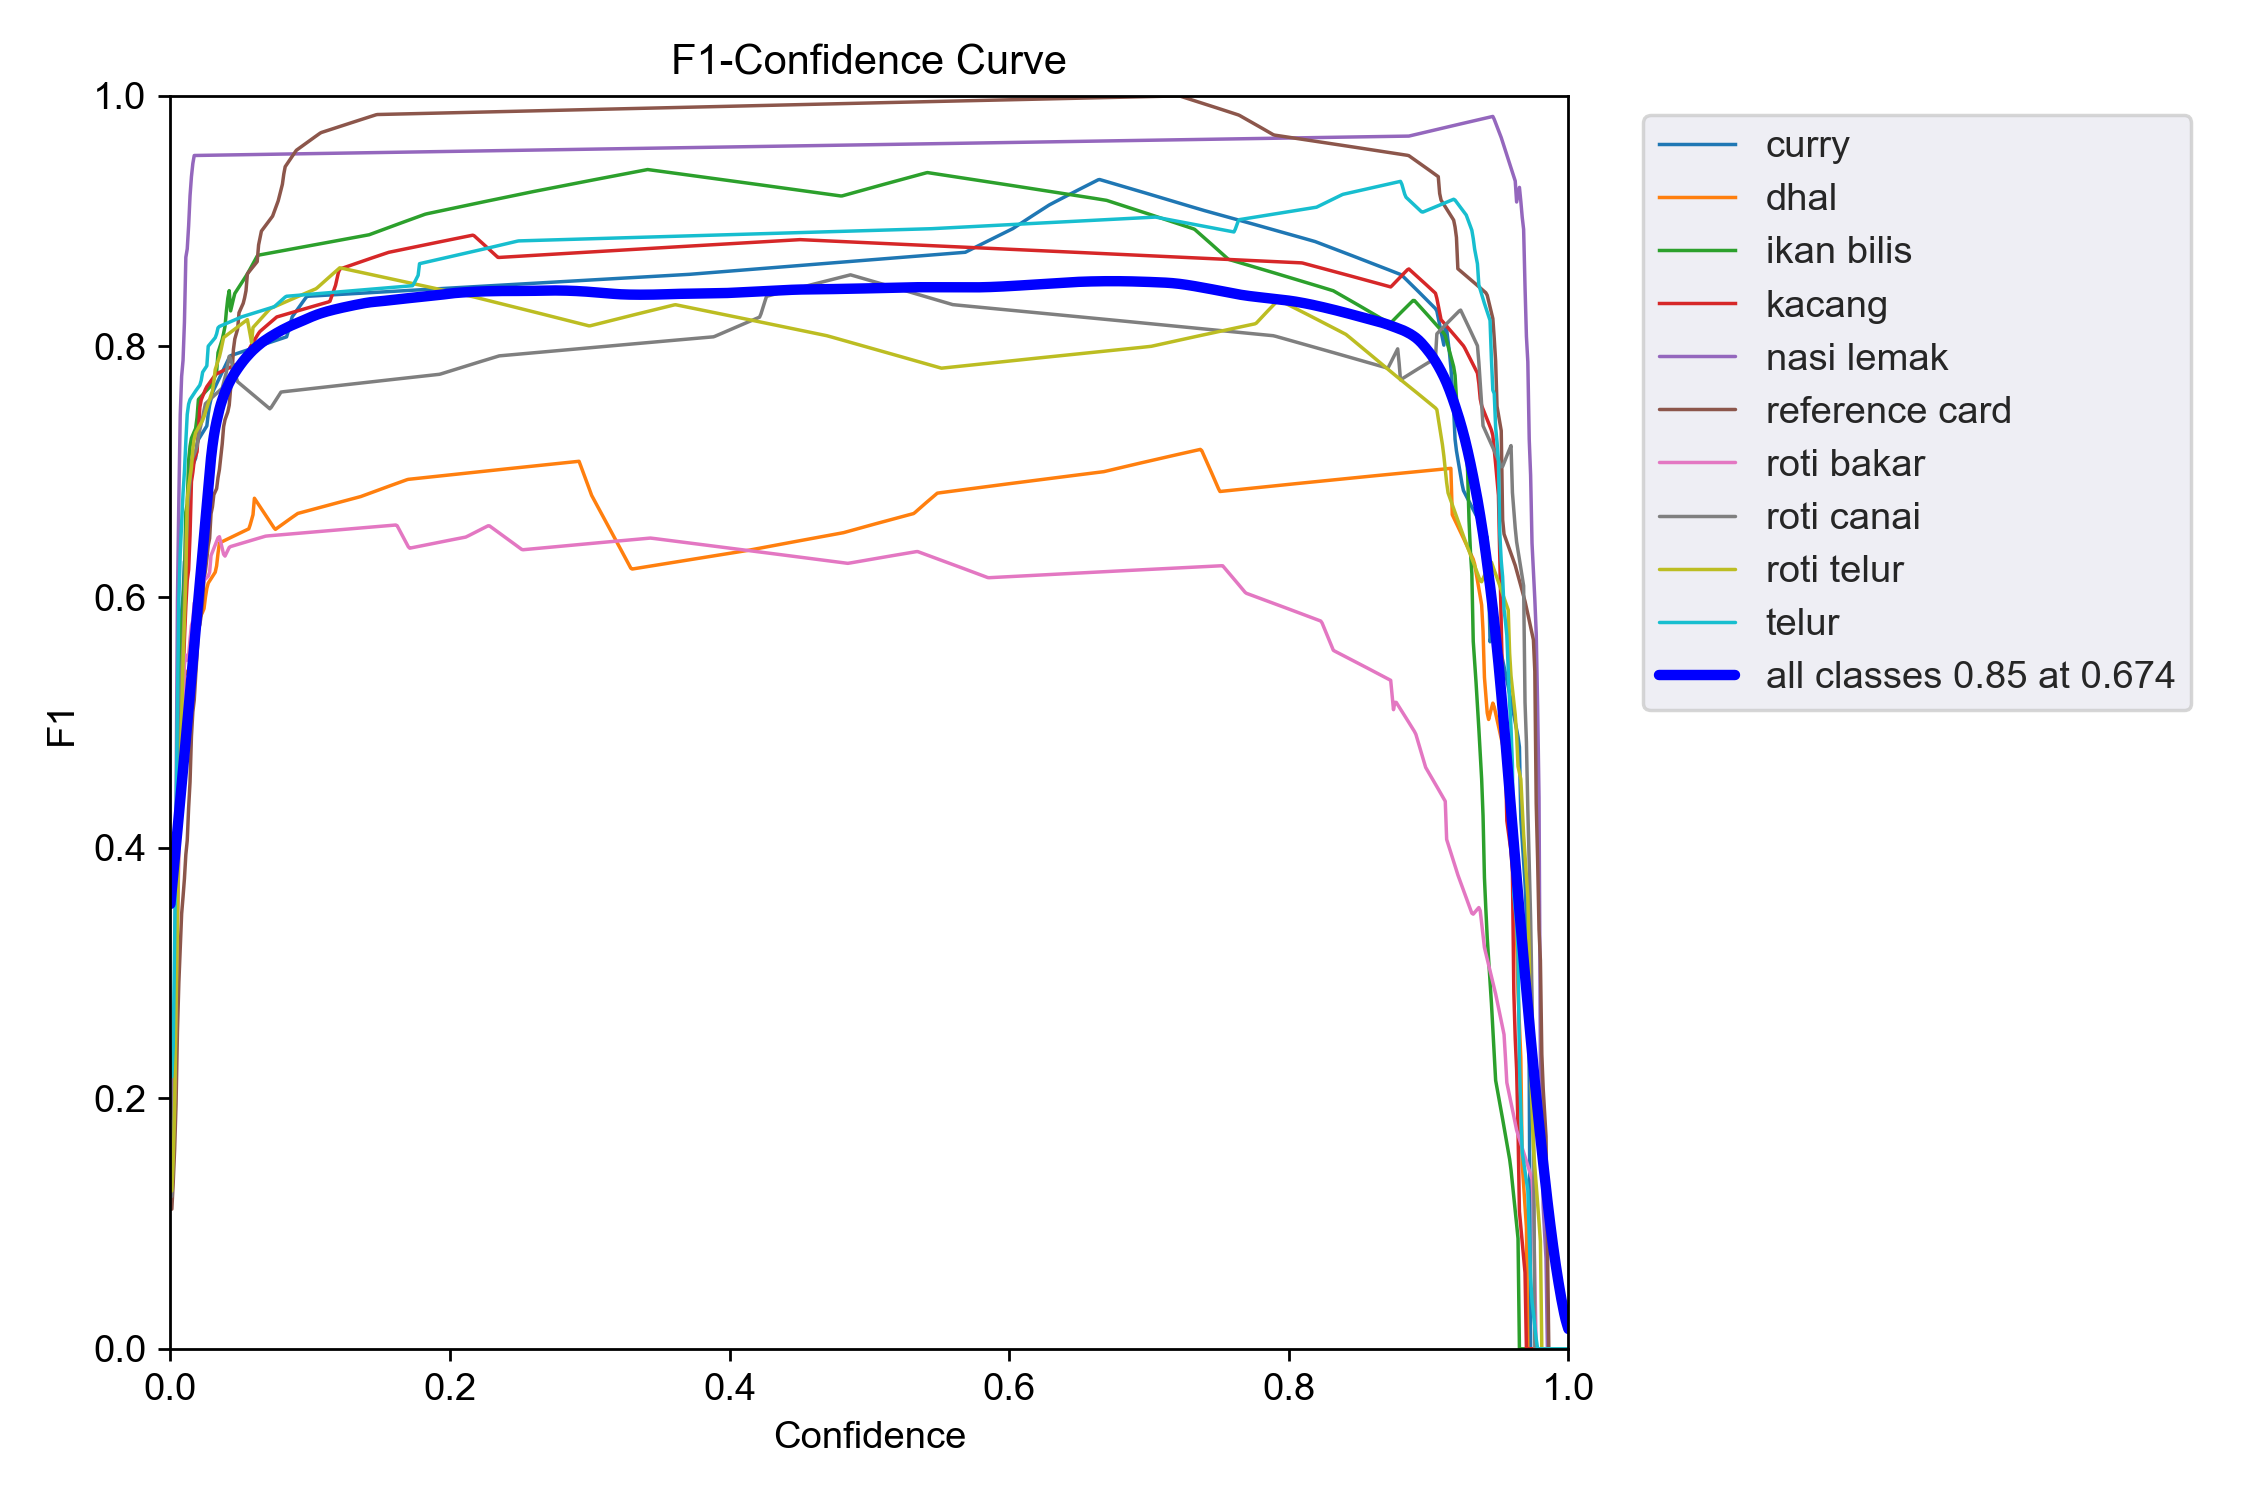 F1-Confidence Curve
1.0
0.8
0.6
0.4
0.2
0.0
F1
0.0 0.2 0.4 0.6 0.8 1.0
Confidence
curry
dhal
ikan bilis
kacang
nasi lemak
reference card
roti bakar
roti canai
roti telur
telur
all classes 0.85 at 0.674